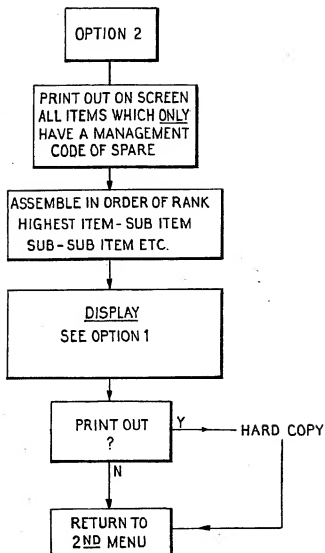 OPTION 2
PRINT OUT ON SCREEN
ALL ITEMS WHICH ONLY
HAVE A MANAGEMENT
CODE OF SPARE
ASSEMBLE IN ORDER OF RANK
HIGHEST ITEM - SUB ITEM
SUB - SUB ITEM ETC.
DISPLAY
SEE OPTION 1
PRINT OUT
?
Y
HARD COPY
N
RETURN TO
2ND MENU